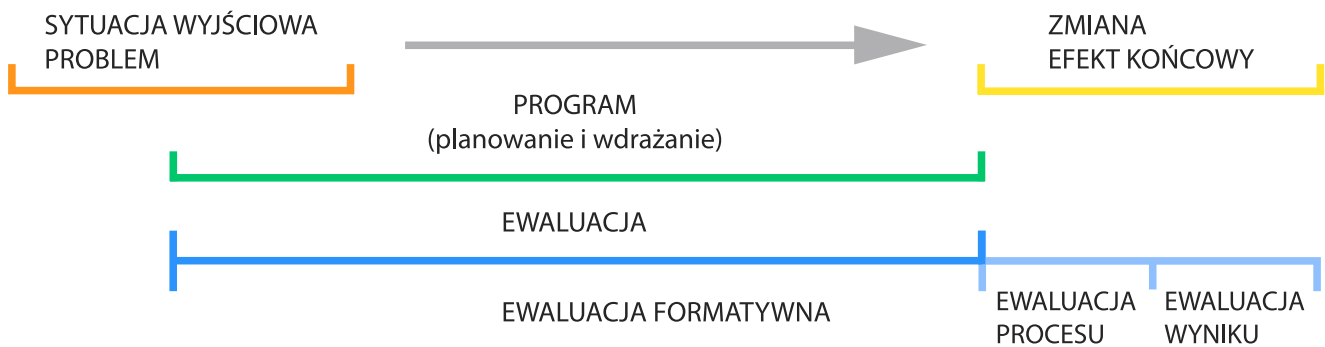 SYTUACJA WYJŚCIOWA
PROBLEM
ZMIANA
EFEKT KOŃCOWY
PROGRAM
(planowanie i wdrażanie)
EWALUACJA
EWALUACJA FORMATYWNA
EWALUACJA
PROCESU
EWALUACJA
WYNIKU